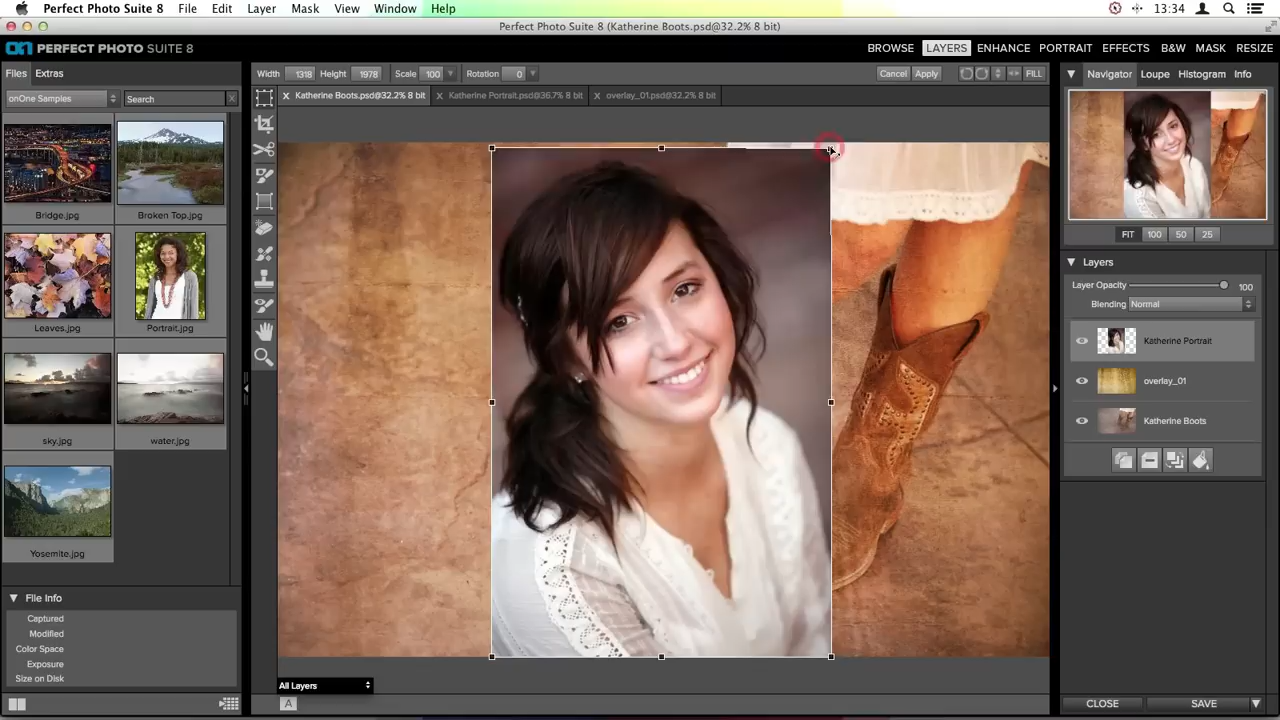 Perfect Photo Suite 8 File Edit Layer Mask View Window Help 13:34
Perfect Photo Suite 8 (Katherine Boots.psd@32.2% 8 bit)
on1 PERFECT PHOTO SUITE 8 BROWSE LAYERS ENHANCE PORTRAIT EFFECTS B&W MASK RESIZE
Files Extras Width 1318 Height 1978 Scale 100 Rotation 0 Cancel Apply FILL Navigator Loupe Histogram Info
onOne Samples Search X Katherine Boots.psd@32.2% 8 bit X Katherine Portrait@36.7% 8 bit X overlay_01.psd@32.2% 8 bit
Bridge.jpg Broken Top.jpg
FIT 100 50 25
Layers
Layer Opacity 100
Blending Normal
Leaves.jpg Portrait.jpg
Katherine Portrait
overlay_01
Katherine Boots
sky.jpg water.jpg
Yosemite.jpg
File Info
Captured
Modified
Color Space
Exposure
Size on Disk
All Layers
A
CLOSE SAVE